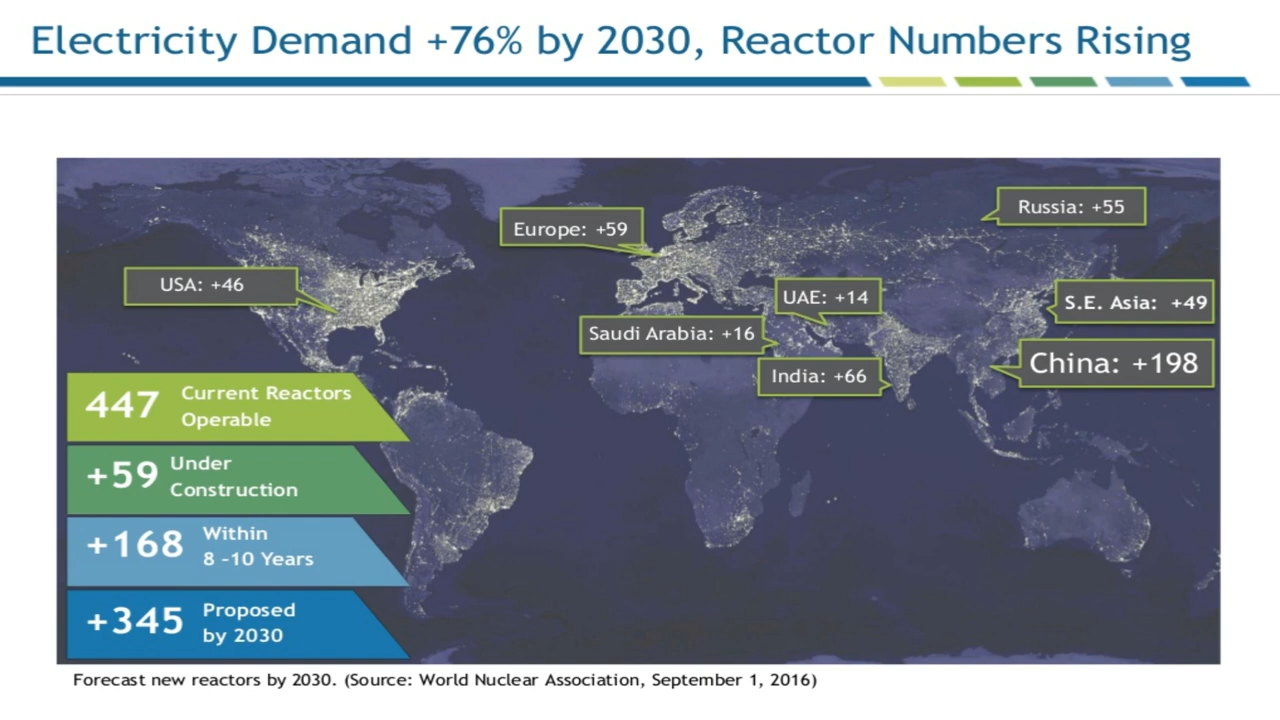 Electricity Demand +76% by 2030, Reactor Numbers Rising
Russia: +55
Europe: +59
USA: +46
UAE: +14
S.E. Asia: +49
Saudi Arabia: +16
China: +198
India: +66
447 Current Reactors
Operable
+59 Under
Construction
+168 Within
8 -10 Years
+345 Proposed
by 2030
Forecast new reactors by 2030. (Source: World Nuclear Association, September 1, 2016)